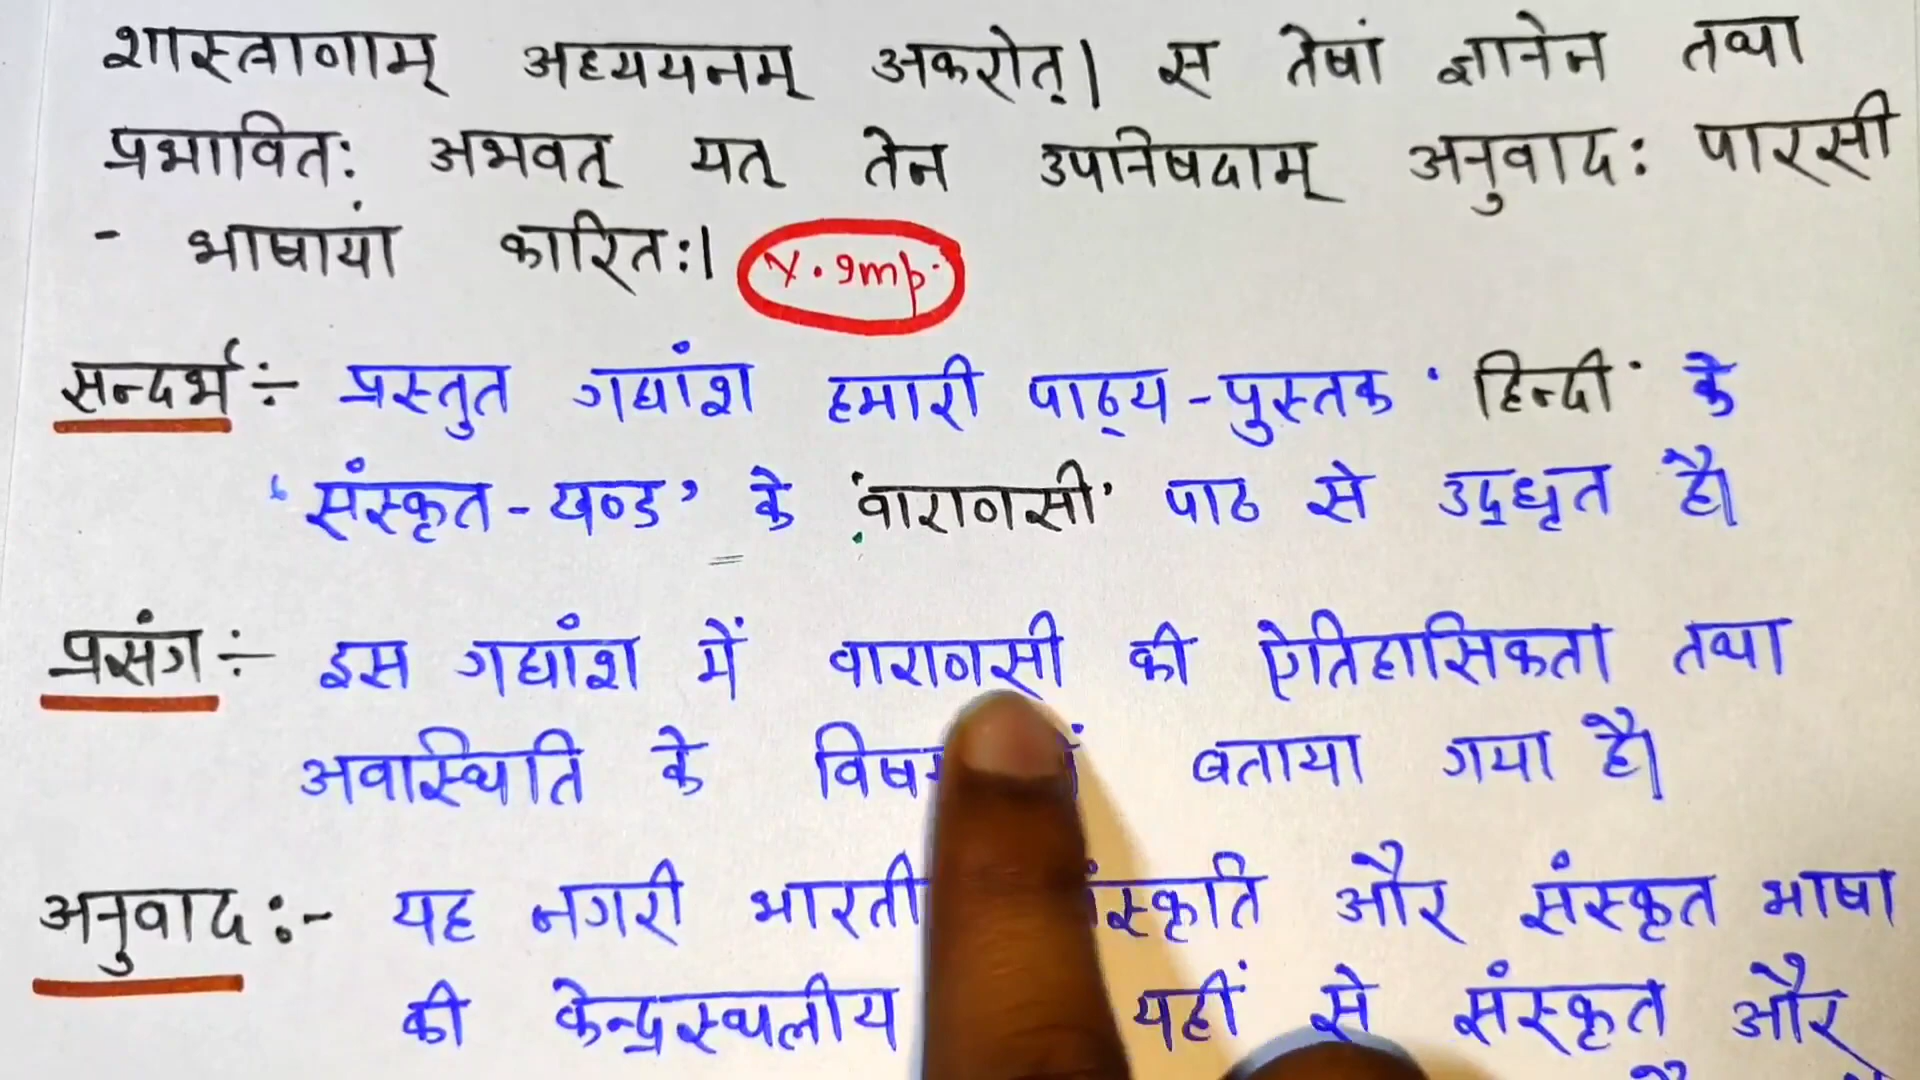 शास्त्राणाम् अध्ययनम् अकरोत्। स तेषां ज्ञानेन तथा
प्रभावितः अभवत् यत् तेन उपनिषदाम् अनुवादः पारसी
- भाषायां कारितः। V.Imp.
सन्दर्भ :- प्रस्तुत गद्यांश हमारी पाठ्य-पुस्तक 'हिन्दी' के
'संस्कृत-खण्ड' के 'वाराणसी' पाठ से उद्धृत है।
प्रसंग :- इस गद्यांश में वाराणसी की ऐतिहासिकता तथा
अवस्थिति के बताया गया है।
अनुवाद :- यह नगरी और संस्कृत भाषा
की केन्द्रस्थलीय यहीं से संस्कृत और